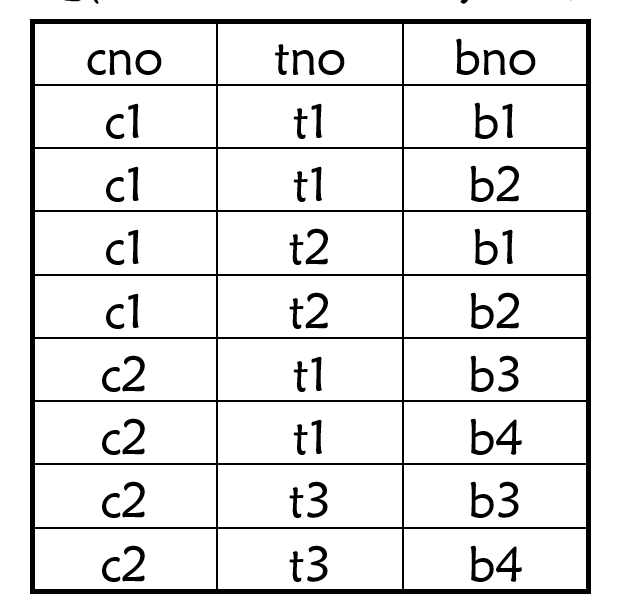 cno tno bno
c1 t1 b1
c1 t1 b2
c1 t2 b1
c1 t2 b2
c2 t1 b3
c2 t1 b4
c2 t3 b3
c2 t3 b4